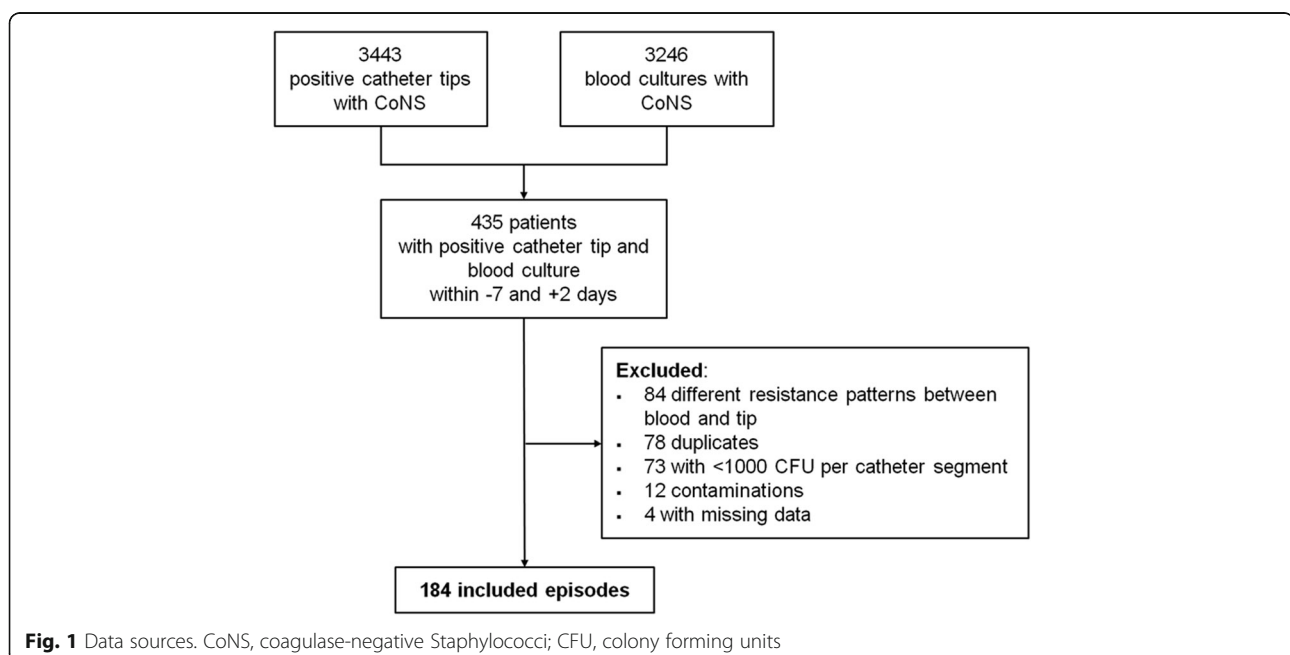 3443
positive catheter tips
with CoNS
3246
blood cultures with
CoNS
435 patients
with positive catheter tip and
blood culture
within -7 and +2 days
Excluded:
▪ 84 different resistance patterns between
blood and tip
▪ 78 duplicates
▪ 73 with <1000 CFU per catheter segment
▪ 12 contaminations
▪ 4 with missing data
184 included episodes
Fig. 1 Data sources. CoNS, coagulase-negative Staphylococci; CFU, colony forming units